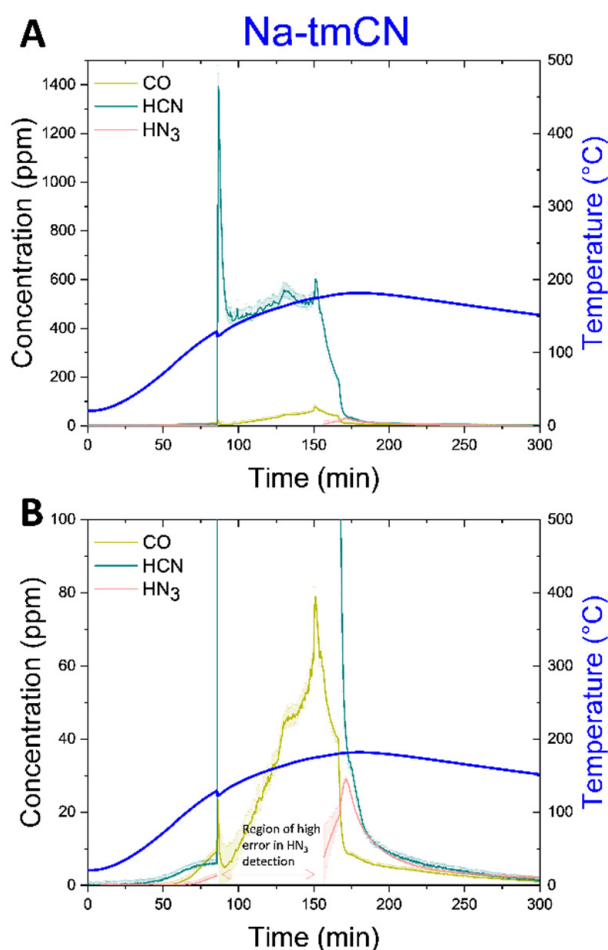 A
Na-tmCN
CO
HCN
HN₃
1400
1200
1000
800
600
400
200
0
Concentration (ppm)
500
400
300
200
100
0
Temperature (°C)
0
50
100
150
200
250
300
Time (min)
B
CO
HCN
HN₃
100
80
60
40
20
0
Concentration (ppm)
Region of high
error in HN₃
detection
500
400
300
200
100
0
Temperature (°C)
0
50
100
150
200
250
300
Time (min)